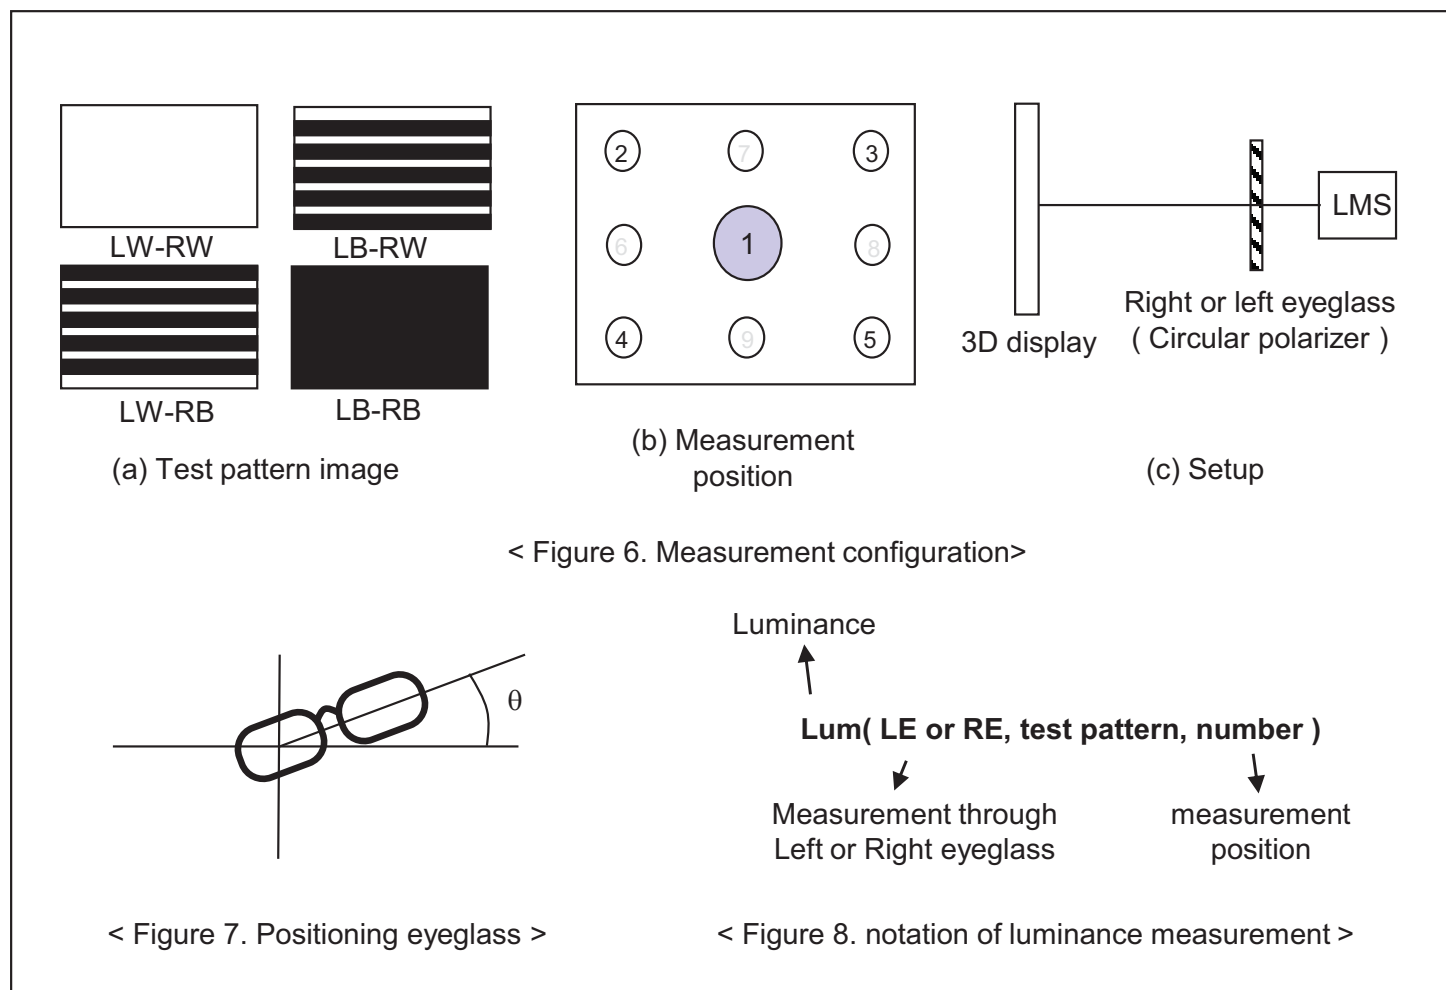 LW-RW
LB-RW
LW-RB
LB-RB
(a) Test pattern image
2
7
3
6
1
8
4
9
5
(b) Measurement
position
LMS
3D display
Right or left eyeglass
( Circular polarizer )
(c) Setup
< Figure 6. Measurement configuration>
θ
< Figure 7. Positioning eyeglass >
Luminance
Lum( LE or RE, test pattern, number )
Measurement through
Left or Right eyeglass
measurement
position
< Figure 8. notation of luminance measurement >